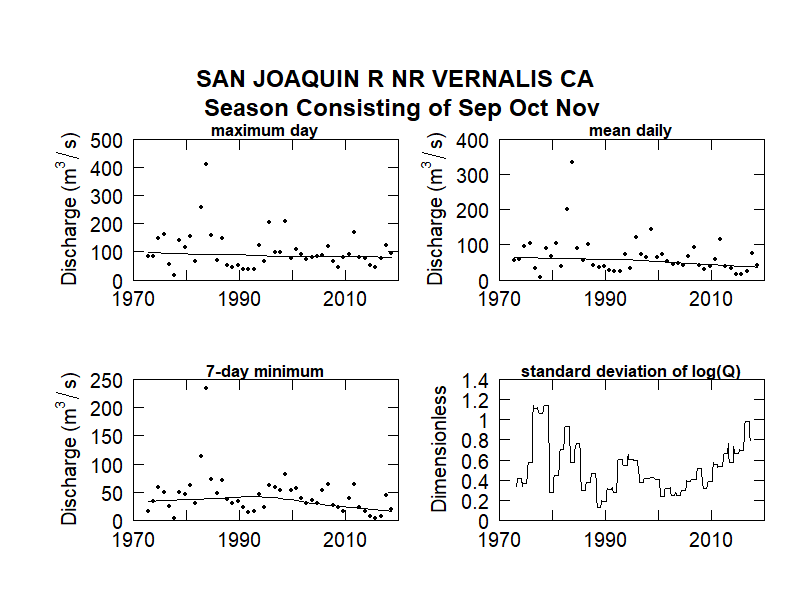 SAN JOAQUIN R NR VERNALIS CA
Season Consisting of Sep Oct Nov
maximum day
Discharge (m³/s)
500
400
300
200
100
0
1970 1990 2010
mean daily
Discharge (m³/s)
400
300
200
100
0
1970 1990 2010
7-day minimum
Discharge (m³/s)
250
200
150
100
50
0
1970 1990 2010
standard deviation of log(Q)
Dimensionless
1.4
1.2
1
0.8
0.6
0.4
0.2
0
1970 1990 2010